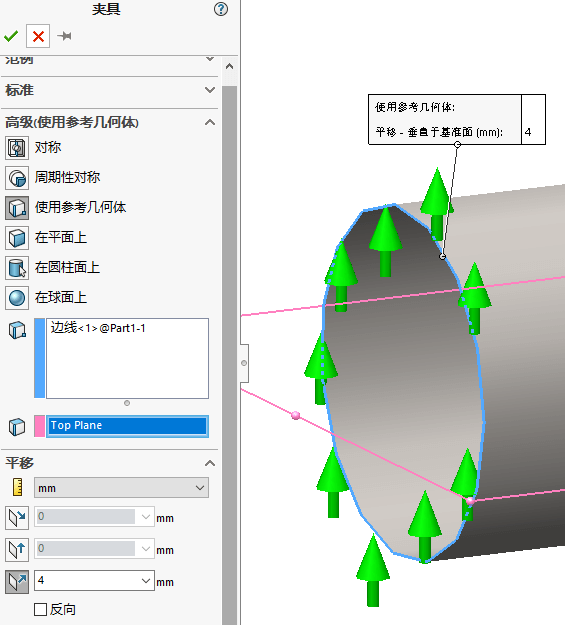 夹具
范例
标准
高级(使用参考几何体)
对称
周期性对称
使用参考几何体
在平面上
在圆柱面上
在球面上
边线<1>@Part1-1
Top Plane
平移
mm
0 mm
0 mm
4 mm
反向
使用参考几何体:
平移 - 垂直于基准面 (mm): 4